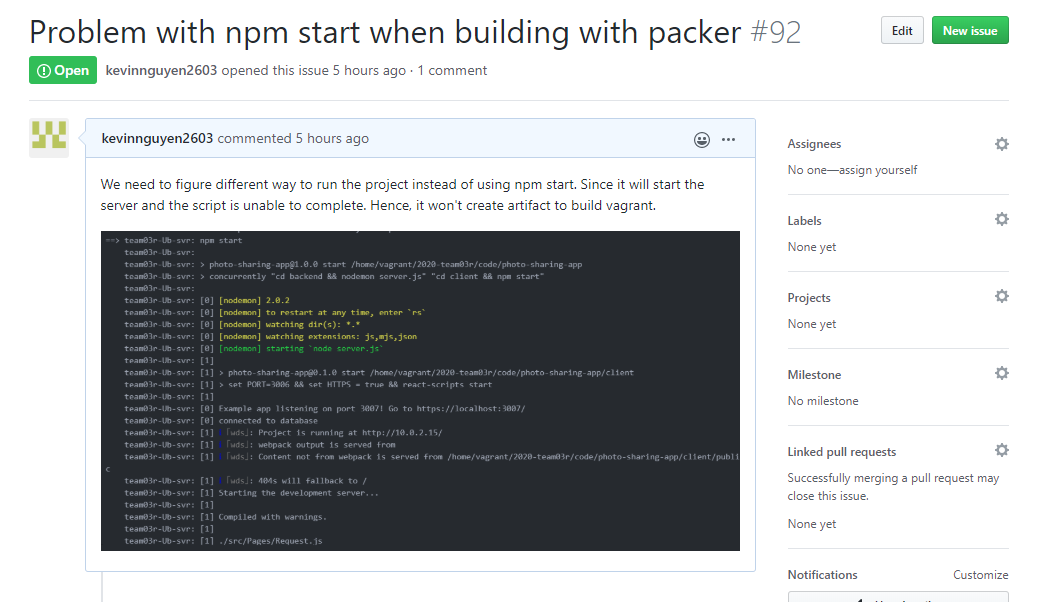 Problem with npm start when building with packer #92
Edit
New issue
Open
kevinnguyen2603 opened this issue 5 hours ago · 1 comment
kevinnguyen2603 commented 5 hours ago
We need to figure different way to run the project instead of using npm start. Since it will start the
server and the script is unable to complete. Hence, it won't create artifact to build vagrant.
==> team03r-Ub-svr: npm start
team03r-Ub-svr:
team03r-Ub-svr: > photo-sharing-app@1.0.0 start /home/vagrant/2020-team03r/code/photo-sharing-app
team03r-Ub-svr: > concurrently "cd backend && nodemon server.js" "cd client && npm start"
team03r-Ub-svr:
team03r-Ub-svr: [0] [nodemon] 2.0.2
team03r-Ub-svr: [0] [nodemon] to restart at any time, enter `rs`
team03r-Ub-svr: [0] [nodemon] watching dir(s): *.*
team03r-Ub-svr: [0] [nodemon] watching extensions: js,mjs,json
team03r-Ub-svr: [0] [nodemon] starting `node server.js`
team03r-Ub-svr: [1]
team03r-Ub-svr: [1] > photo-sharing-app@0.1.0 start /home/vagrant/2020-team03r/code/photo-sharing-app/client
team03r-Ub-svr: [1] > set PORT=3006 && set HTTPS = true && react-scripts start
team03r-Ub-svr: [1]
team03r-Ub-svr: [0] Example app listening on port 3007! Go to https://localhost:3007/
team03r-Ub-svr: [0] connected to database
team03r-Ub-svr: [1] ｢wds｣: Project is running at http://10.0.2.15/
team03r-Ub-svr: [1] ｢wds｣: webpack output is served from
team03r-Ub-svr: [1] ｢wds｣: Content not from webpack is served from /home/vagrant/2020-team03r/code/photo-sharing-app/client/publi
c
team03r-Ub-svr: [1] ｢wds｣: 404s will fallback to /
team03r-Ub-svr: [1] Starting the development server...
team03r-Ub-svr: [1]
team03r-Ub-svr: [1] Compiled with warnings.
team03r-Ub-svr: [1]
team03r-Ub-svr: [1] ./src/Pages/Request.js
Assignees
No one—assign yourself
Labels
None yet
Projects
None yet
Milestone
No milestone
Linked pull requests
Successfully merging a pull request may
close this issue.
None yet
Notifications
Customize